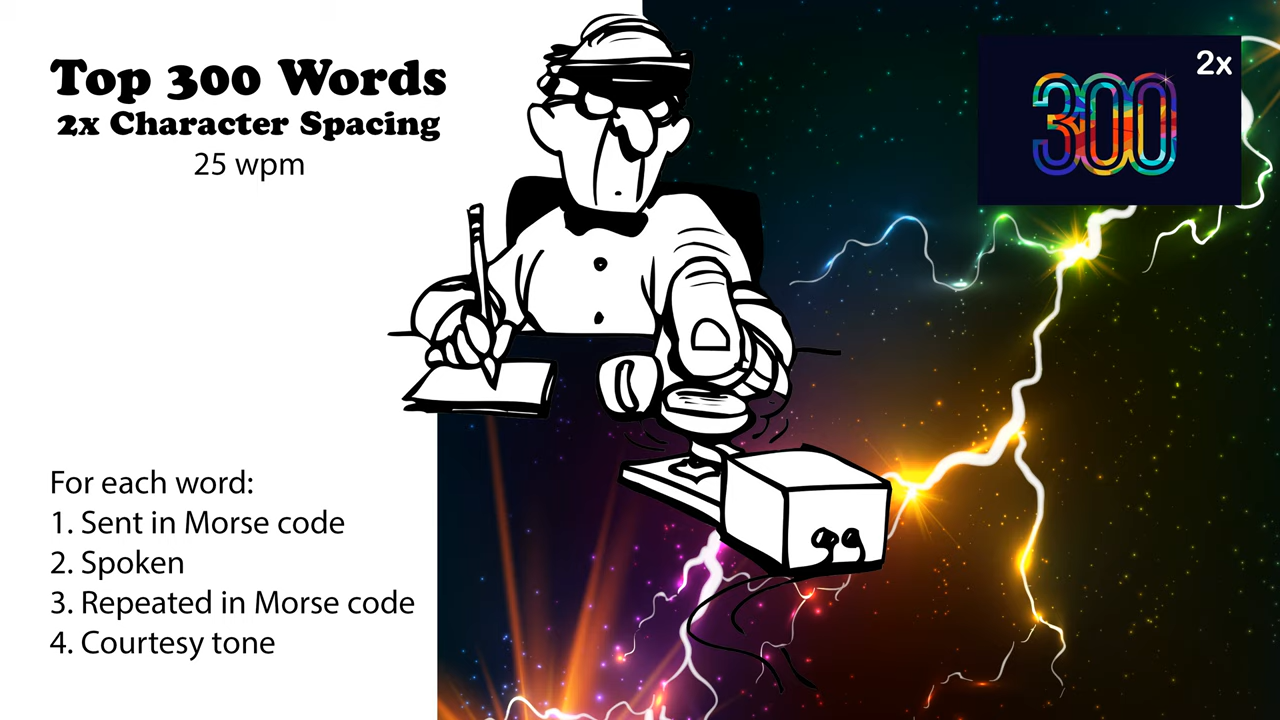 Top 300 Words
2x Character Spacing
25 wpm
2x
300
For each word:
1. Sent in Morse code
2. Spoken
3. Repeated in Morse code
4. Courtesy tone